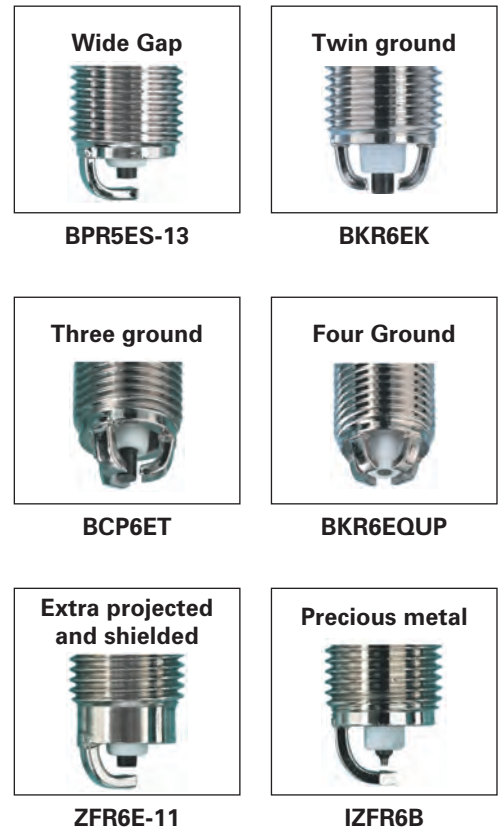 Wide Gap
BPR5ES-13
Twin ground
BKR6EK
Three ground
BCP6ET
Four Ground
BKR6EQUP
Extra projected
and shielded
ZFR6E-11
Precious metal
IZFR6B